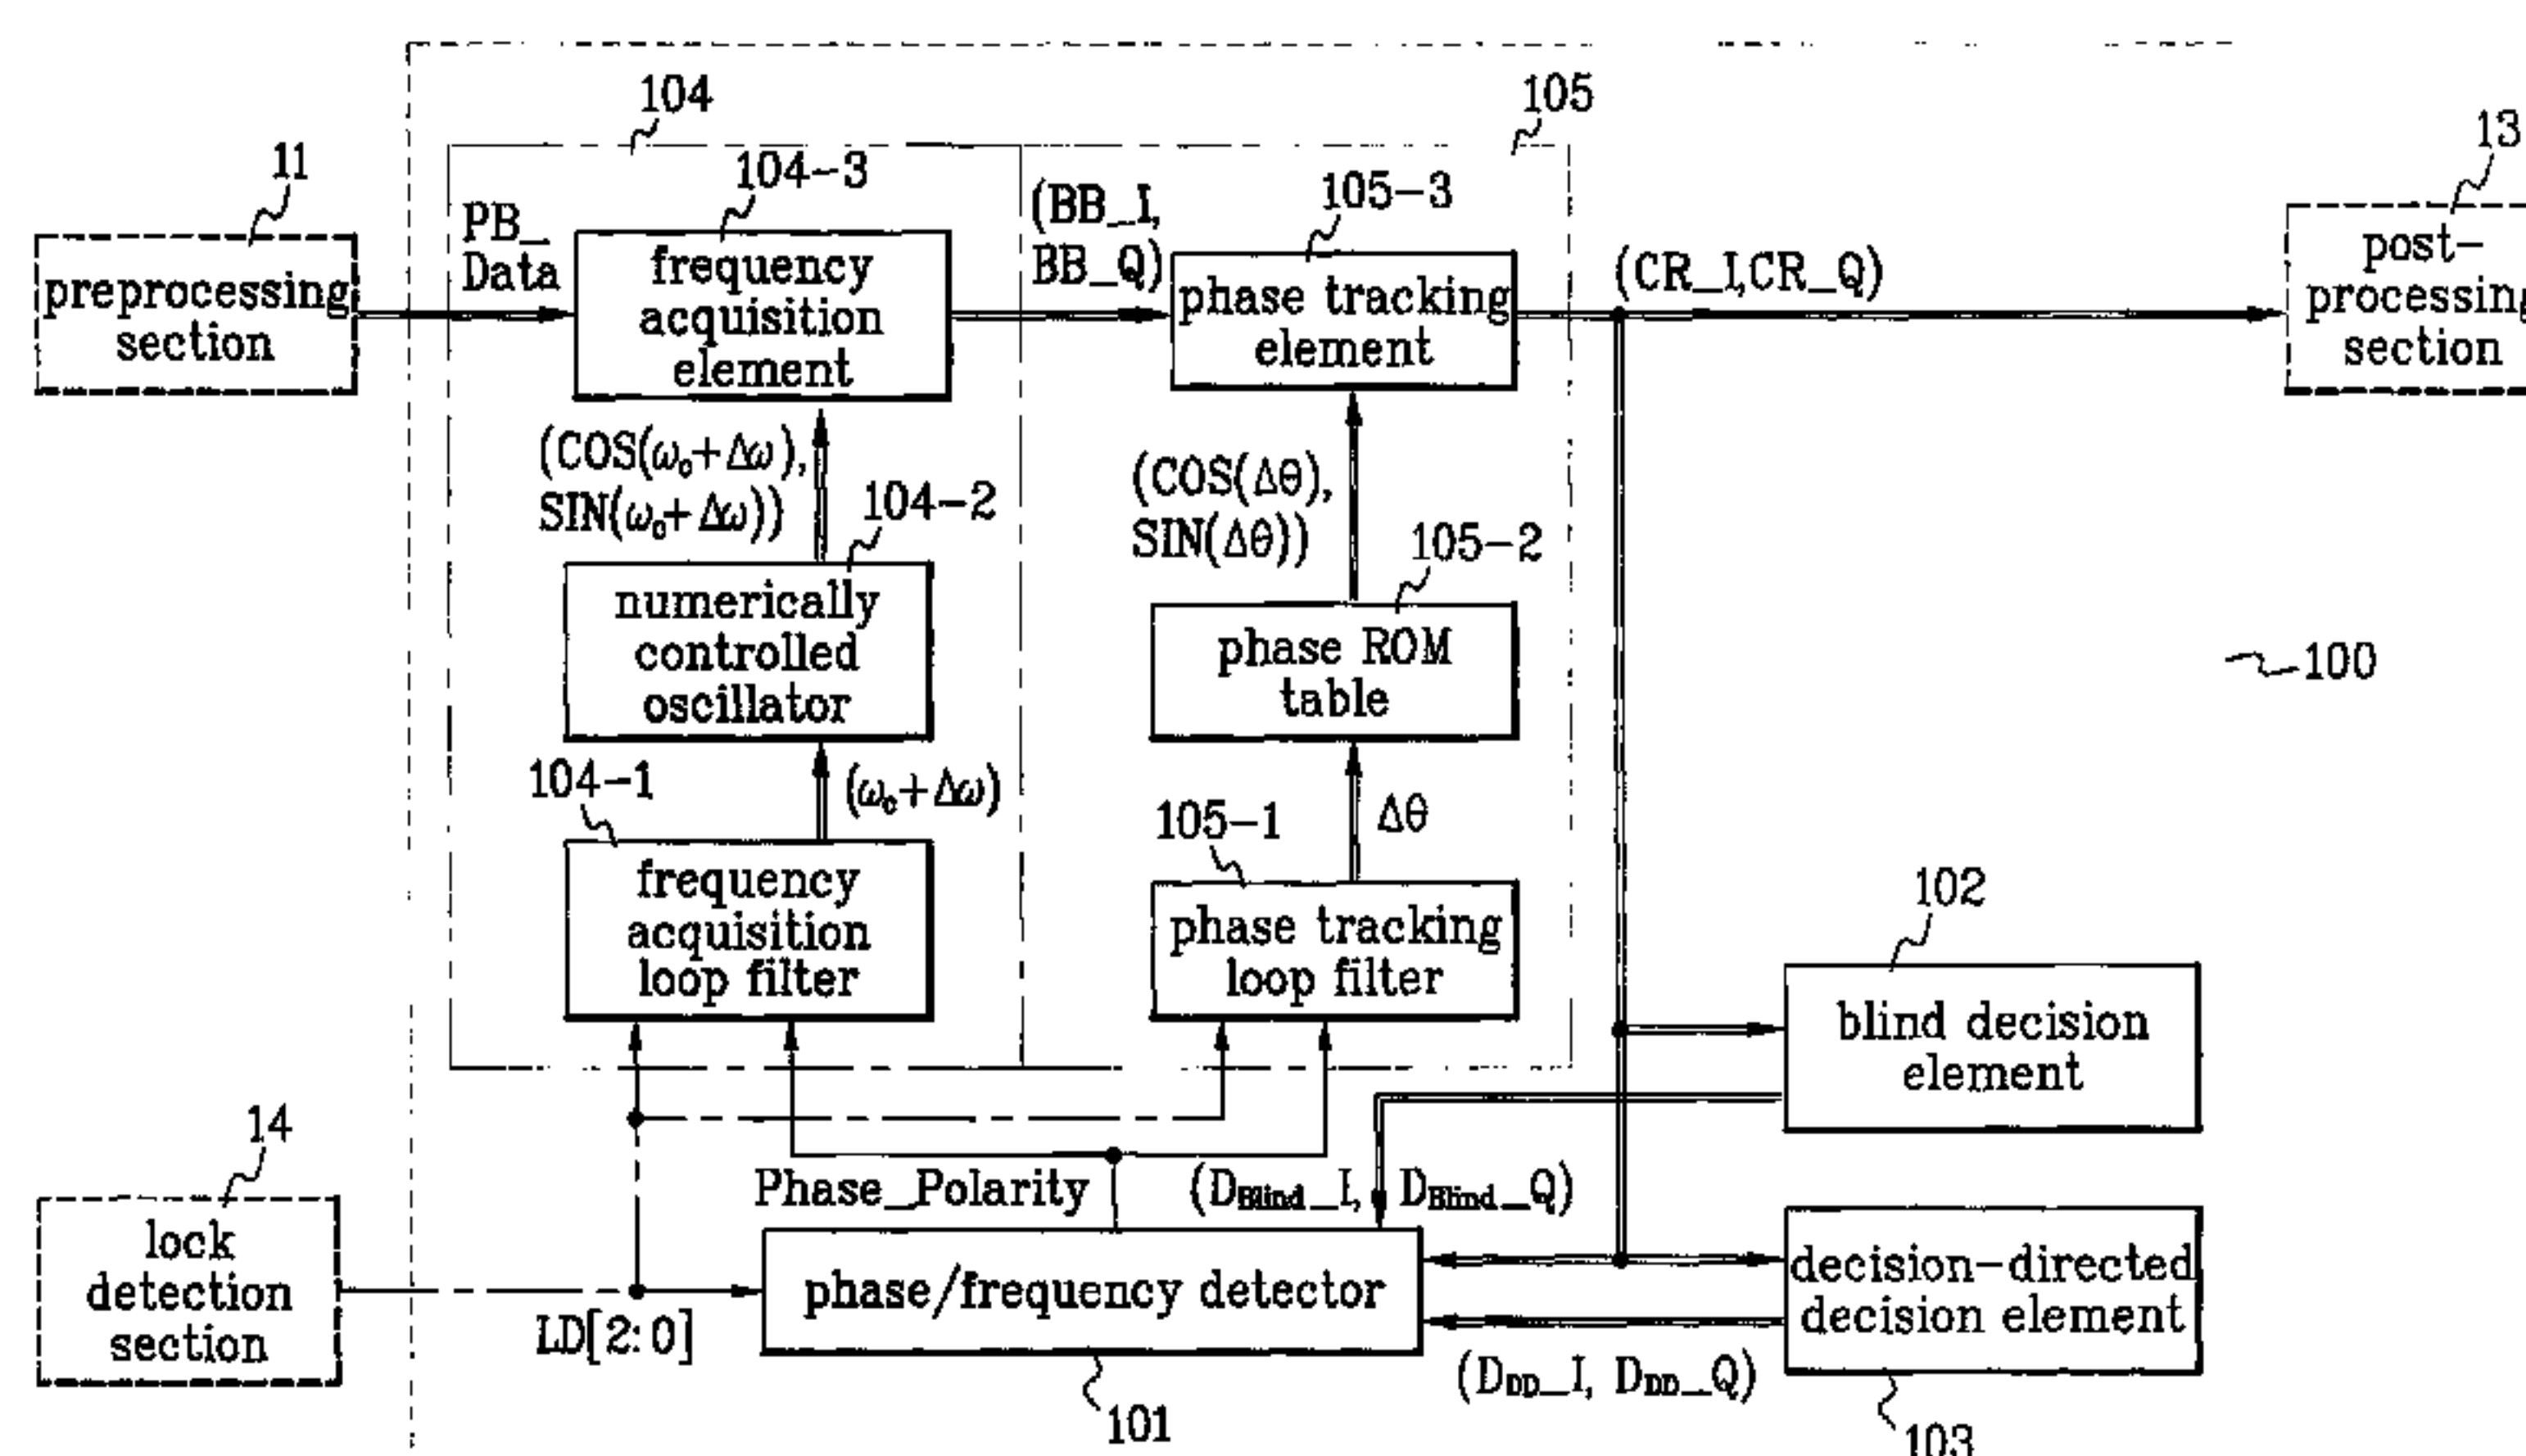 104
105
11
13
104-3
105-3
PB_
Data
(BB_I,
BB_Q)
preprocessing
section
frequency
acquisition
element
phase tracking
element
(CR_I,CR_Q)
post-
processing
section
(COS(ω₀+Δω),
SIN(ω₀+Δω))
104-2
(COS(Δθ),
SIN(Δθ))
105-2
numerically
controlled
oscillator
phase ROM
table
100
104-1
(ωc+Δω)
105-1
Δθ
frequency
acquisition
loop filter
phase tracking
loop filter
102
blind decision
element
14
Phase_Polarity
(DBlind_I, DBlind_Q)
lock
detection
section
LD[2:0]
phase/frequency detector
decision-directed
decision element
(DDD_I, DDD_Q)
101
103